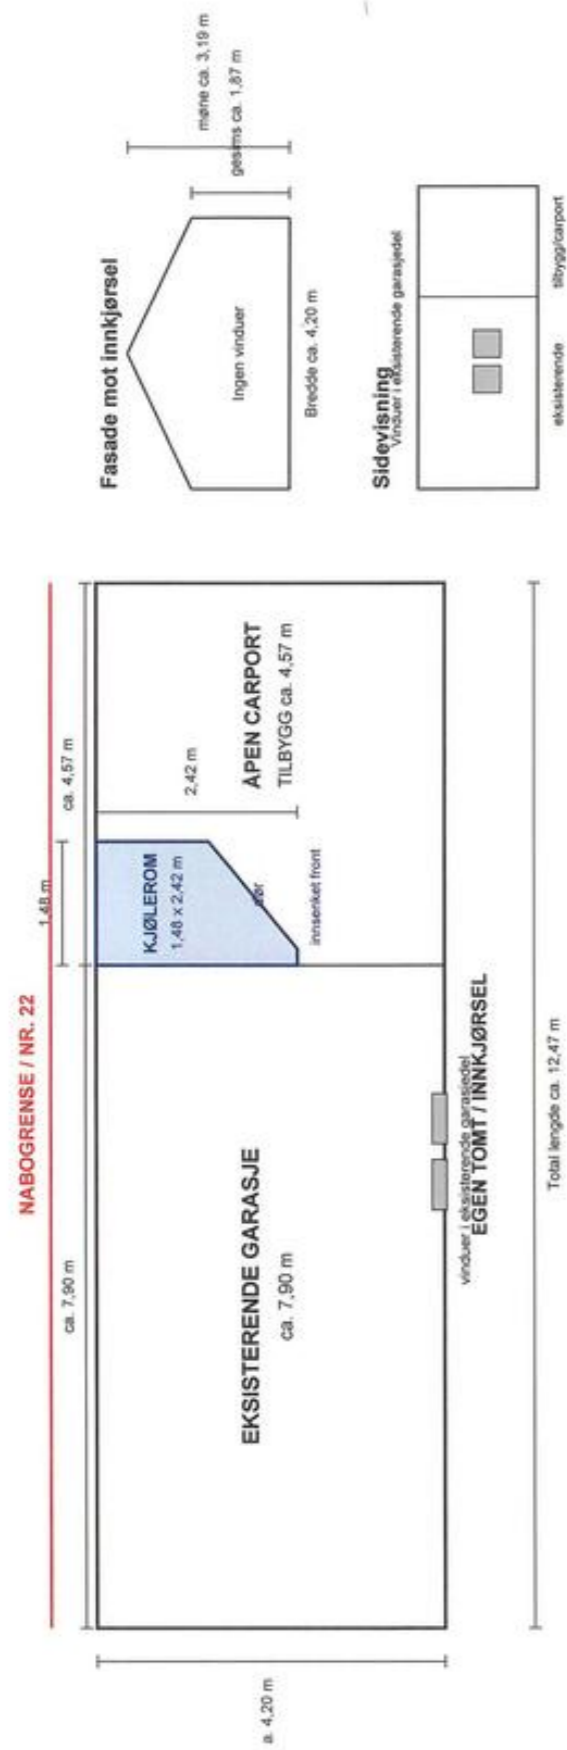 NABOGRENSE / NR. 22
ca. 7,90 m
1,48 m
ca. 4,57 m
KJØLEROM
1,48 x 2,42 m
dør
innsenket front
2,42 m
ÅPEN CARPORT
TILBYGG ca. 4,57 m
EKSISTERENDE GARASJE
ca. 7,90 m
a. 4,20 m
vinduer i eksisterende garasjedel
EGEN TOMT / INNKJØRSEL
Total lengde ca. 12,47 m
Fasade mot innkjørsel
Ingen vinduer
Bredde ca. 4,20 m
gesims ca. 1,87 m
møne ca. 3,19 m
Sidevisning
Vinduer i eksisterende garasjedel
eksisterende
tilbygg/carport